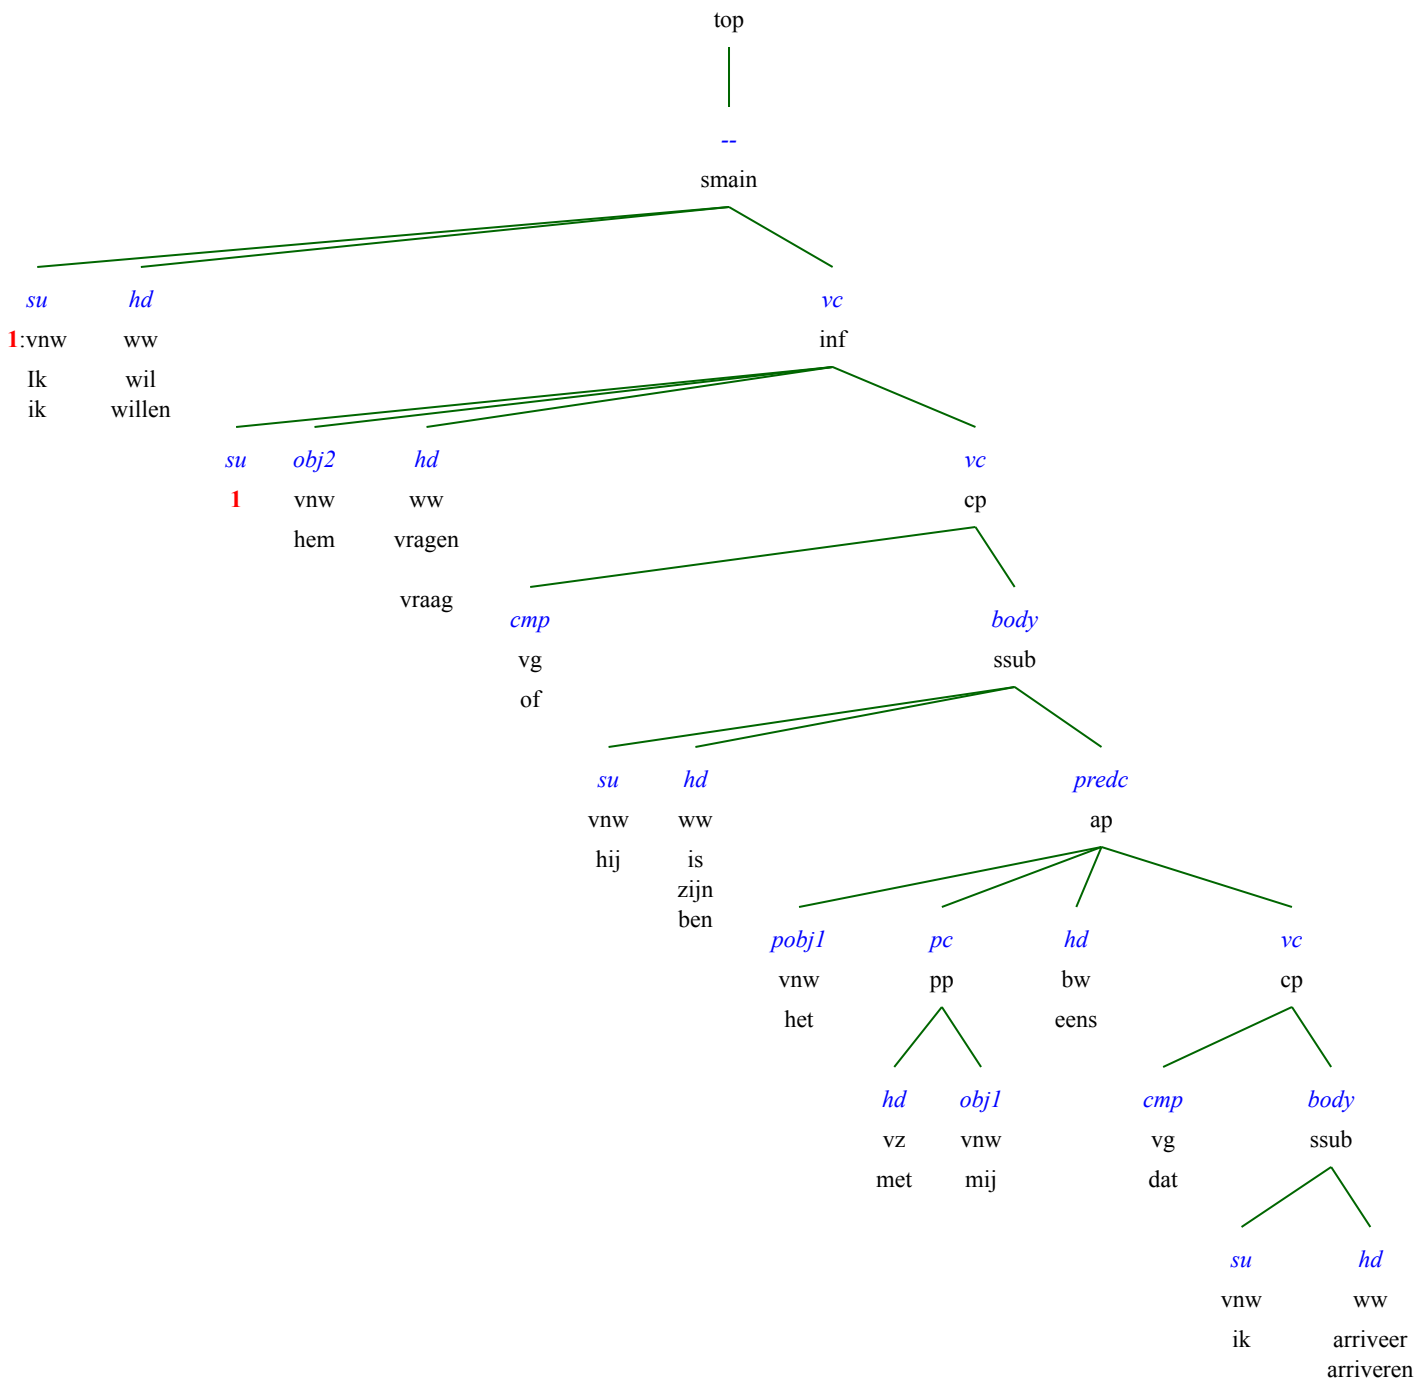 top
--
smain
su hd vc
1:vnw ww inf
Ik wil
ik willen
su obj2 hd vc
1 vnw ww cp
hem vragen
vraag
cmp body
vg ssub
of
su hd predc
vnw ww ap
hij is
zijn
ben
pobj1 pc hd vc
vnw pp bw cp
het eens
hd obj1 cmp body
vz vnw vg ssub
met mij dat
su hd
vnw ww
ik arriveer
arriveren